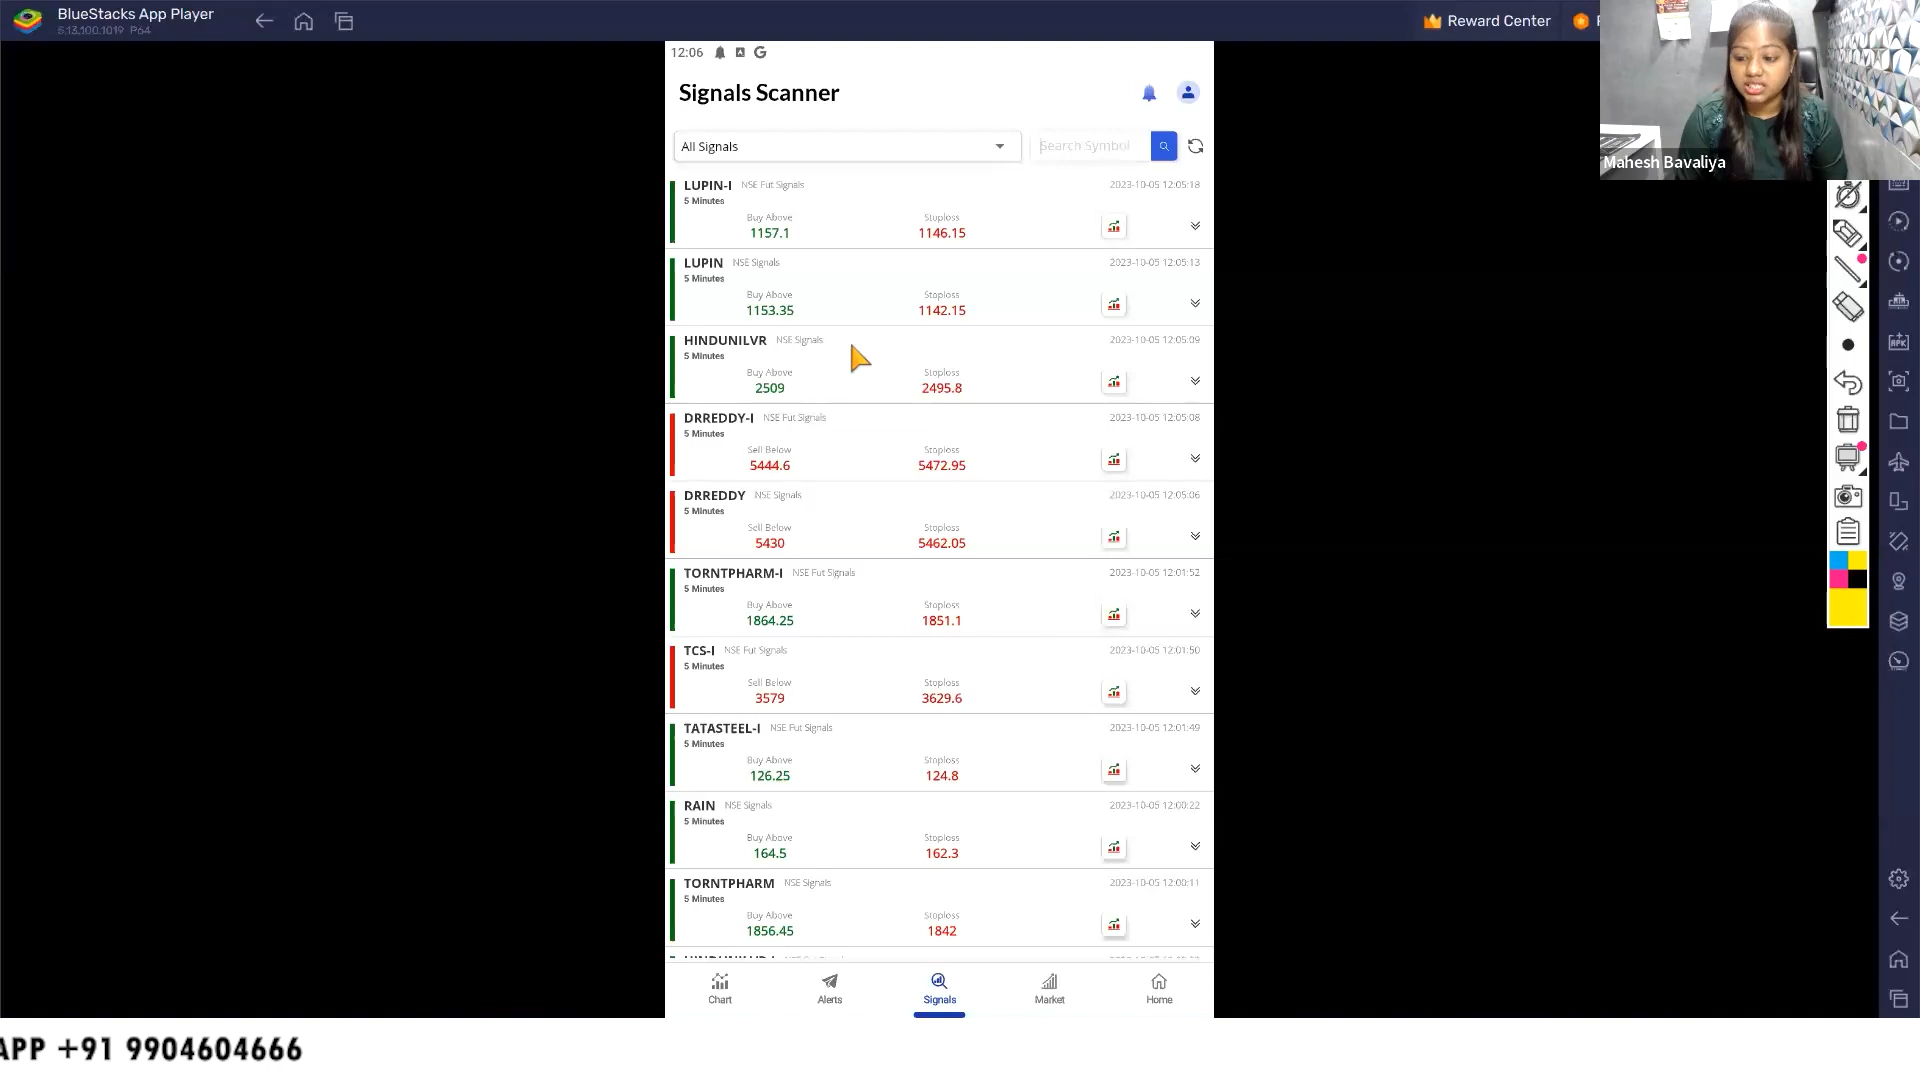 BlueStacks App Player
5.13.100.1019 P64
Reward Center
12:06
Signals Scanner
All Signals
Search Symbol
Mahesh Bavaliya
LUPIN-I NSE Fut Signals 2023-10-05 12:05:18
5 Minutes
Buy Above Stoploss
1157.1 1146.15
LUPIN NSE Signals 2023-10-05 12:05:13
5 Minutes
Buy Above Stoploss
1153.35 1142.15
HINDUNILVR NSE Signals 2023-10-05 12:05:09
5 Minutes
Buy Above Stoploss
2509 2495.8
DRREDDY-I NSE Fut Signals 2023-10-05 12:05:08
5 Minutes
Sell Below Stoploss
5444.6 5472.95
DRREDDY NSE Signals 2023-10-05 12:05:06
5 Minutes
Sell Below Stoploss
5430 5462.05
TORNTPHARM-I NSE Fut Signals 2023-10-05 12:01:52
5 Minutes
Buy Above Stoploss
1864.25 1851.1
TCS-I NSE Fut Signals 2023-10-05 12:01:50
5 Minutes
Sell Below Stoploss
3579 3629.6
TATASTEEL-I NSE Fut Signals 2023-10-05 12:01:49
5 Minutes
Buy Above Stoploss
126.25 124.8
RAIN NSE Signals 2023-10-05 12:00:22
5 Minutes
Buy Above Stoploss
164.5 162.3
TORNTPHARM NSE Signals 2023-10-05 12:00:11
5 Minutes
Buy Above Stoploss
1856.45 1842
Chart Alerts Signals Market Home
APP +91 9904604666